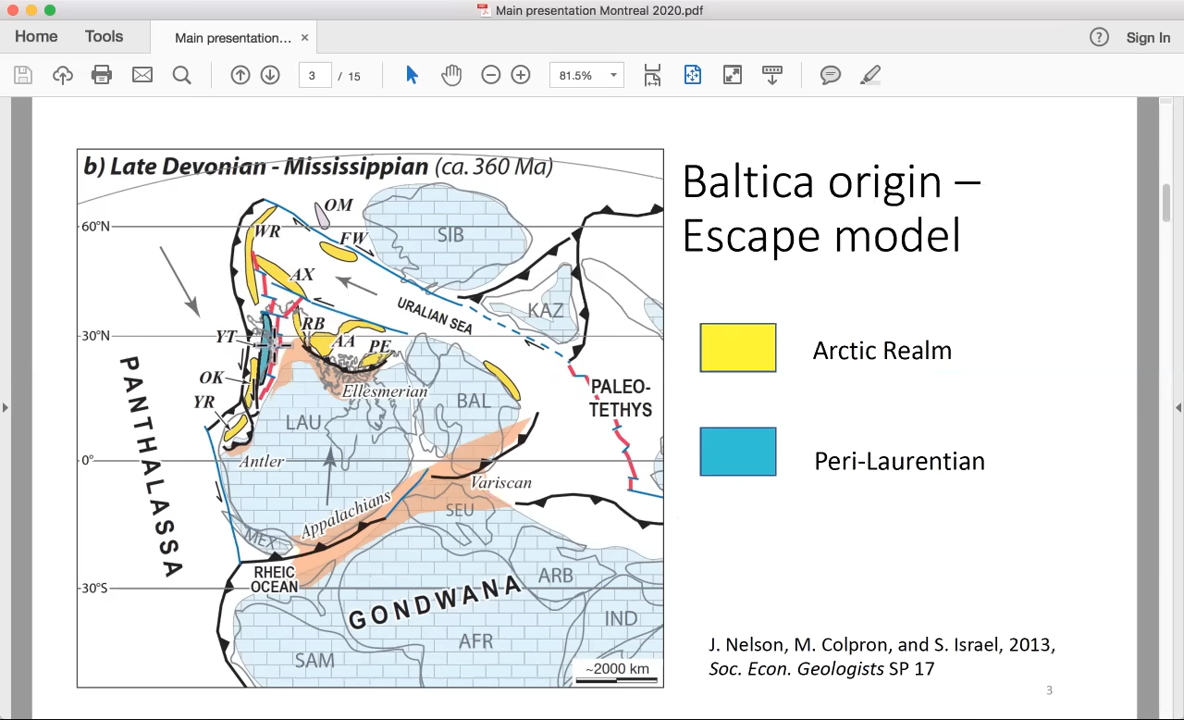 Main presentation Montreal 2020.pdf
Home
Tools
Main presentation... ×
?
Sign In
3 / 15
81.5%
b) Late Devonian - Mississippian (ca. 360 Ma)
Baltica origin –
Escape model
OM
60°N
WR
FW
SIB
AX
URALIAN SEA
KAZ
RB
30°N
YT
AA
PE
OK
Ellesmerian
PALEO-
TETHYS
YR
LAU
BAL
PANTHALASSA
0°
Antler
Variscan
Appalachians
SEU
MEX
RHEIC
OCEAN
30°S
GONDWANA
ARB
IND
AFR
SAM
~2000 km
Arctic Realm
Peri-Laurentian
J. Nelson, M. Colpron, and S. Israel, 2013,
Soc. Econ. Geologists SP 17
3